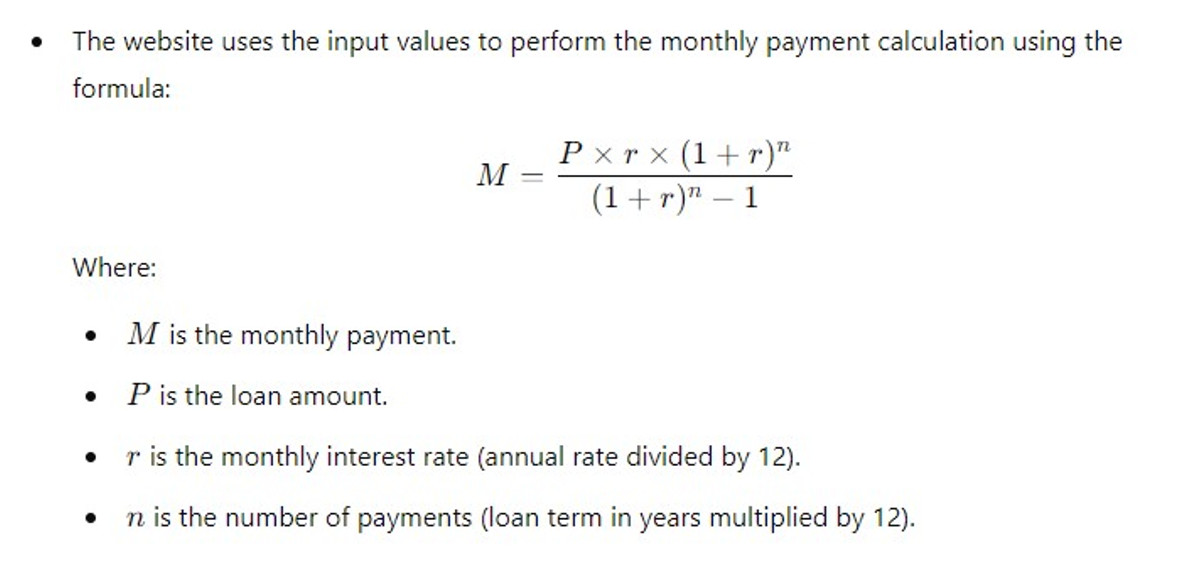 • The website uses the input values to perform the monthly payment calculation using the
formula:
M = \frac{P × r × (1 + r)^n}{(1 + r)^n − 1}
Where:
• M is the monthly payment.
• P is the loan amount.
• r is the monthly interest rate (annual rate divided by 12).
• n is the number of payments (loan term in years multiplied by 12).